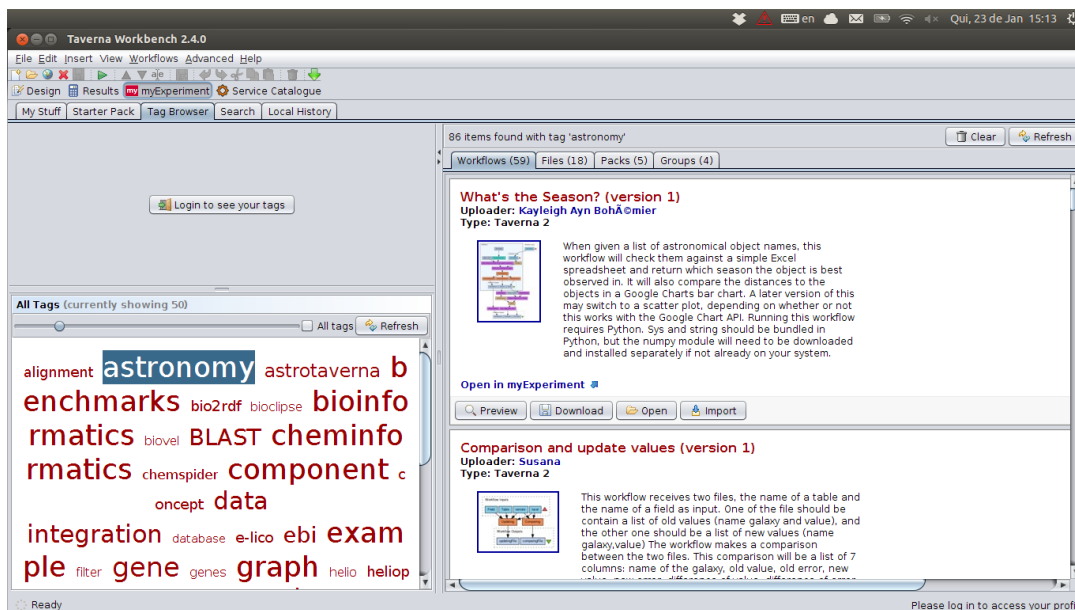 en Qui, 23 de Jan 15:13
Taverna Workbench 2.4.0
File Edit Insert View Workflows Advanced Help
Design Results my myExperiment Service Catalogue
My Stuff Starter Pack Tag Browser Search Local History
Login to see your tags
All Tags (currently showing 50)
All tags Refresh
alignment astronomy astrotaverna b
enchmarks bio2rdf bioclipse bioinfo
rmatics biovel BLAST cheminfo
rmatics chemspider component c
oncept data
integration database e-lico ebi exam
ple filter gene genes graph helio heliop
86 items found with tag 'astronomy'
Clear Refresh
Workflows (59) Files (18) Packs (5) Groups (4)
What's the Season? (version 1)
Uploader: Kayleigh Ayn BohÃ©mier
Type: Taverna 2
When given a list of astronomical object names, this
workflow will check them against a simple Excel
spreadsheet and return which season the object is best
observed in. It will also compare the distances to the
objects in a Google Charts bar chart. A later version of this
may switch to a scatter plot, depending on whether or not
this works with the Google Chart API. Running this workflow
requires Python. Sys and string should be bundled in
Python, but the numpy module will need to be downloaded
and installed separately if not already on your system.
Open in myExperiment
Preview Download Open Import
Comparison and update values (version 1)
Uploader: Susana
Type: Taverna 2
This workflow receives two files, the name of a table and
the name of a field as input. One of the file should be
contain a list of old values (name galaxy and value), and
the other one should be a list of new values (name
galaxy,value) The workflow makes a comparison
between the two files. This comparison will be a list of 7
columns: name of the galaxy, old value, old error, new
value, new error, difference of value, difference of error
Ready
Please log in to access your profi